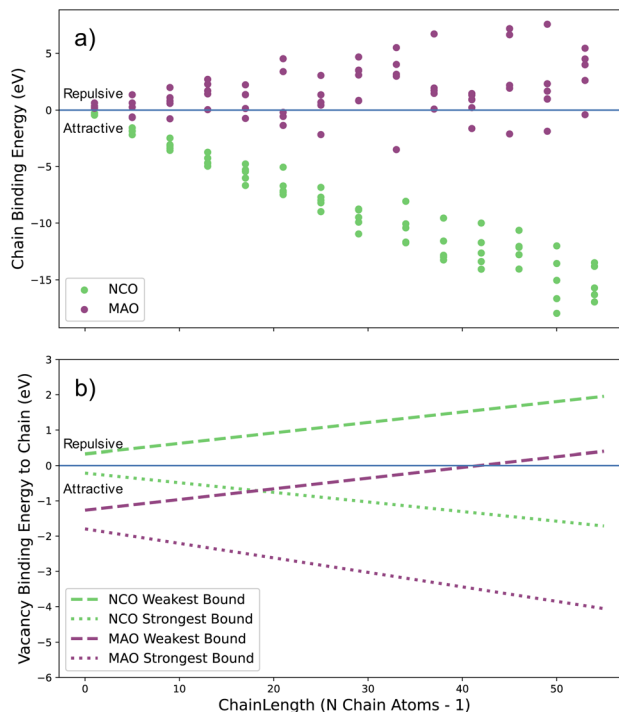 a)
Chain Binding Energy (eV)
5
0
−5
−10
−15
Repulsive
Attractive
NCO
MAO
b)
Vacancy Binding Energy to Chain (eV)
3
2
1
0
−1
−2
−3
−4
−5
−6
Repulsive
Attractive
NCO Weakest Bound
NCO Strongest Bound
MAO Weakest Bound
MAO Strongest Bound
0 10 20 30 40 50
ChainLength (N Chain Atoms - 1)